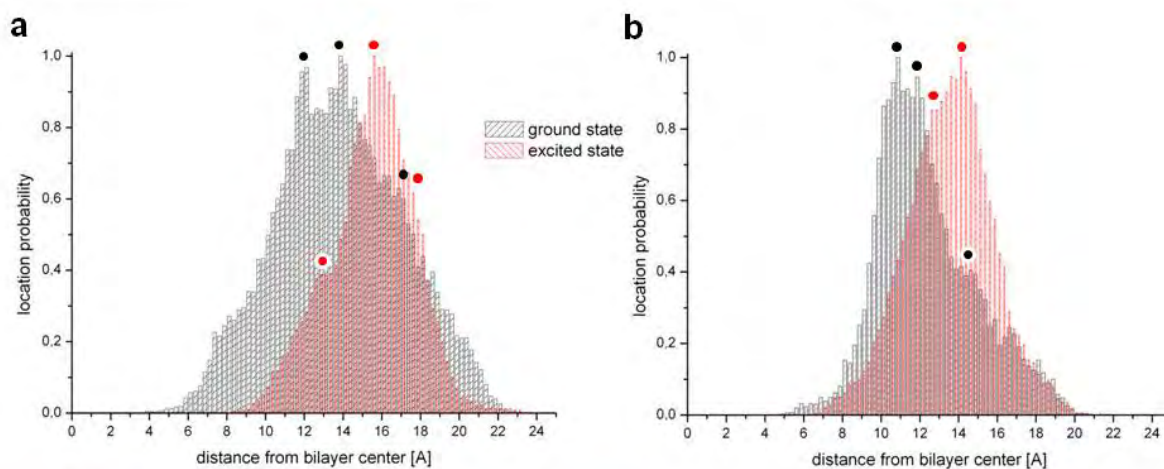 a
location probability
1,0
0,8
0,6
0,4
0,2
0,0
0 2 4 6 8 10 12 14 16 18 20 22 24
distance from bilayer center [A]
ground state
excited state
b
location probability
1,0
0,8
0,6
0,4
0,2
0,0
0 2 4 6 8 10 12 14 16 18 20 22 24
distance from bilayer center [A]